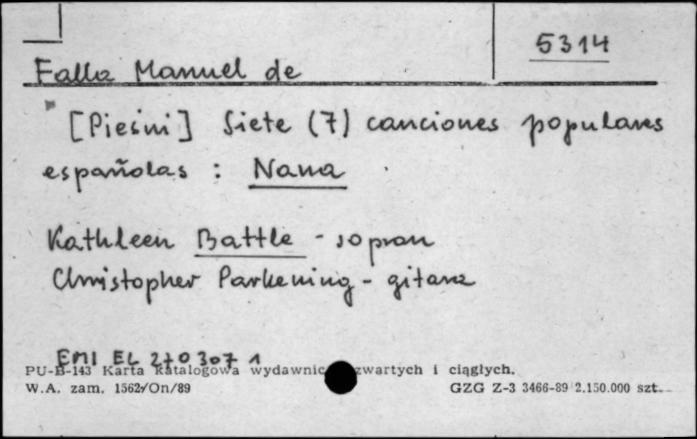 5314
Falla Manuel de
[Pieśni] Siete (7) canciones populares
españolas : Nana
Kathleen Battle - sopran
Christopher Parkening - gitara
EMI EL 270307 1
PU-B-143 Karta katalogowa wydawnic zwartych i ciągłych.
W.A. zam. 1562/On/89 GZG Z-3 3466-89 2.150.000 szt.